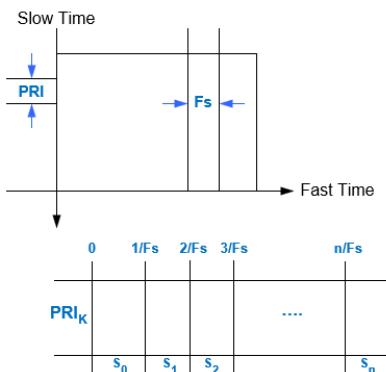 Slow Time
PRI
Fs
Fast Time
0 1/Fs 2/Fs 3/Fs n/Fs
PRIK ....
S0 S1 S2 Sn